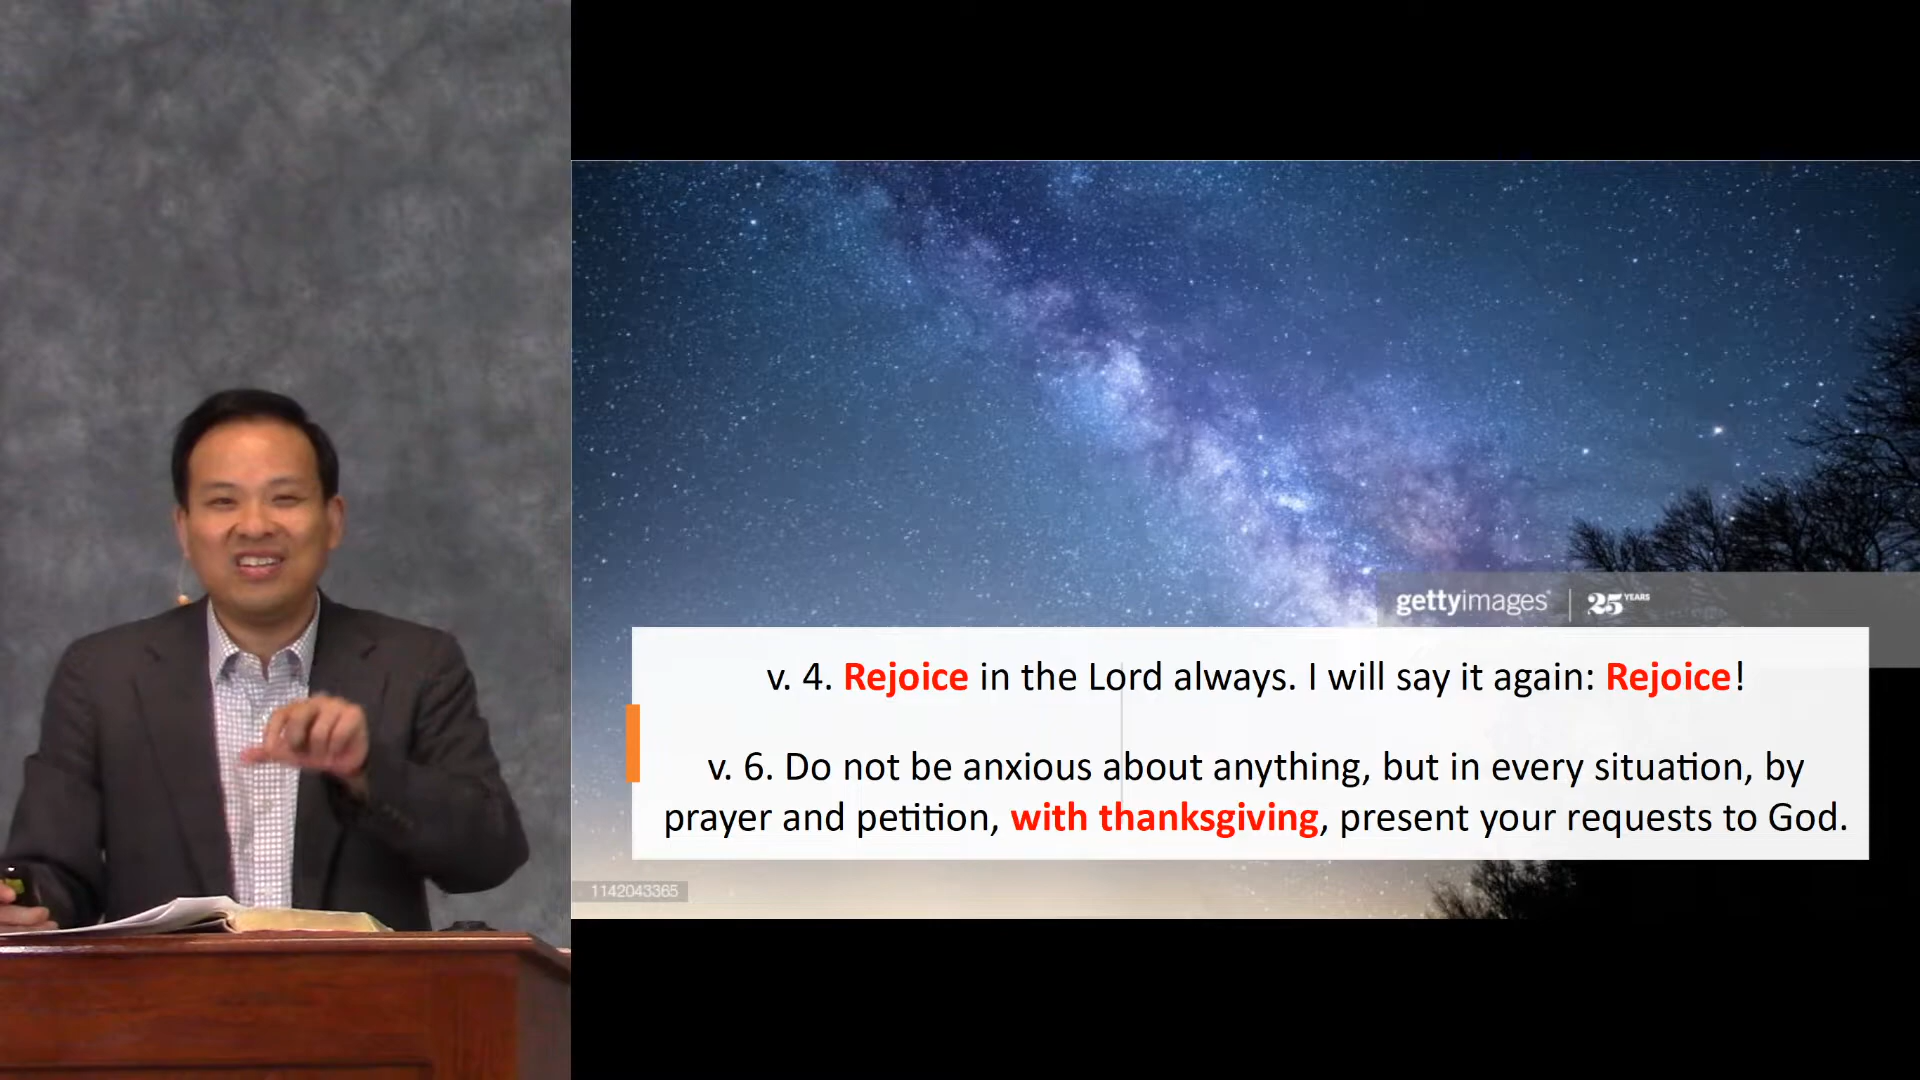 gettyimages | 25 YEARS
v. 4. Rejoice in the Lord always. I will say it again: Rejoice!
v. 6. Do not be anxious about anything, but in every situation, by
prayer and petition, with thanksgiving, present your requests to God.
1142043365